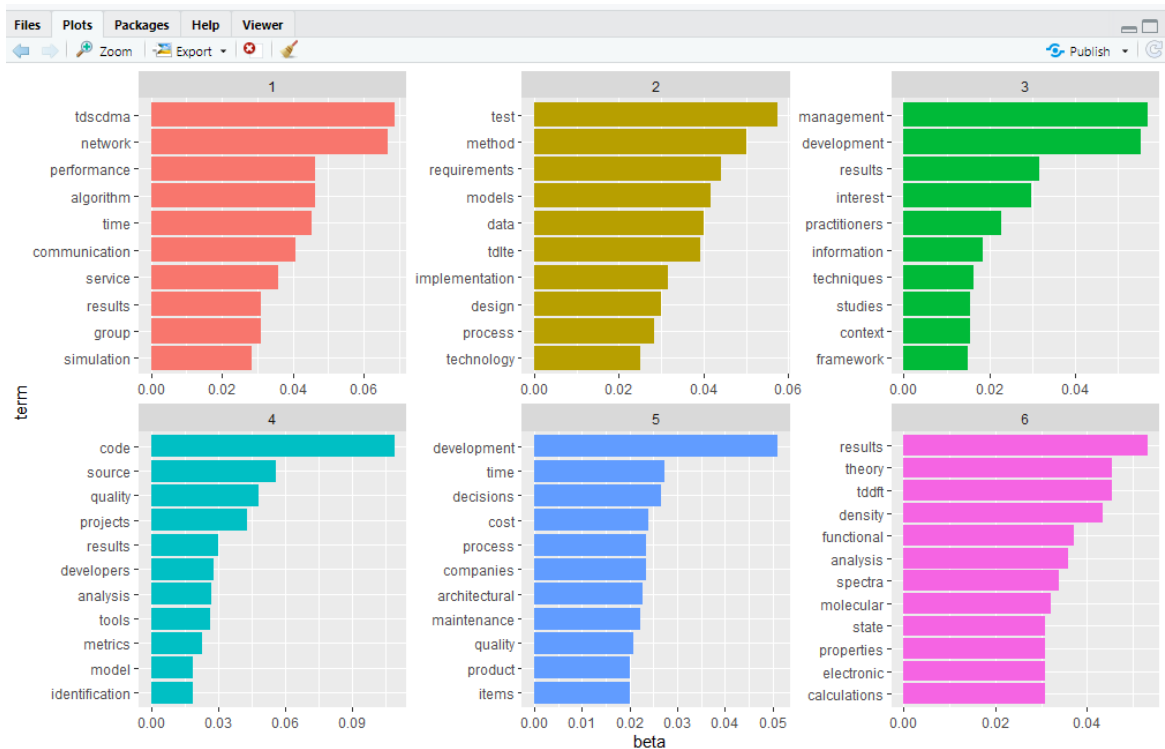 Files Plots Packages Help Viewer
Zoom Export Publish
1
tdscdma
network
performance
algorithm
time
communication
service
results
group
simulation
0.00 0.02 0.04 0.06
2
test
method
requirements
models
data
tdlte
implementation
design
process
technology
0.00 0.02 0.04 0.06
3
management
development
results
interest
practitioners
information
techniques
studies
context
framework
0.00 0.02 0.04
term
4
code
source
quality
projects
results
developers
analysis
tools
metrics
model
identification
0.00 0.03 0.06 0.09
5
development
time
decisions
cost
process
companies
architectural
maintenance
quality
product
items
0.00 0.01 0.02 0.03 0.04 0.05
6
results
theory
tddft
density
functional
analysis
spectra
molecular
state
properties
electronic
calculations
0.00 0.04
beta